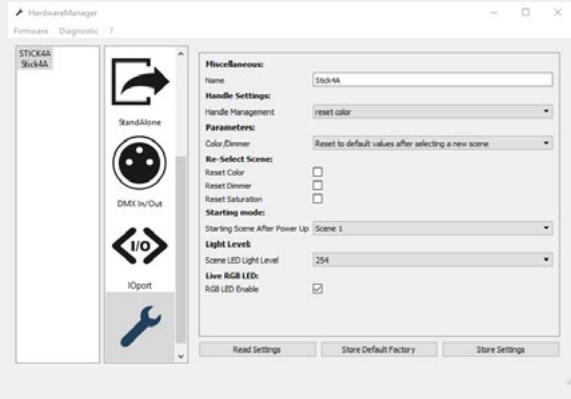 HardwareManager
Firmware Diagnostic ?
STICK4A
Stick4A
StandAlone
DMX In/Out
I/O
IOport
Miscellaneous:
Name Stick4A
Handle Settings:
Handle Management reset color
Parameters:
Color/Dimmer Reset to default values after selecting a new scene
Re-Select Scene:
Reset Color
Reset Dimmer
Reset Saturation
Starting mode:
Starting Scene After Power Up Scene 1
Light Level:
Scene LED Light Level 254
Live RGB LED:
RGB LED Enable
Read Settings Store Default Factory Store Settings